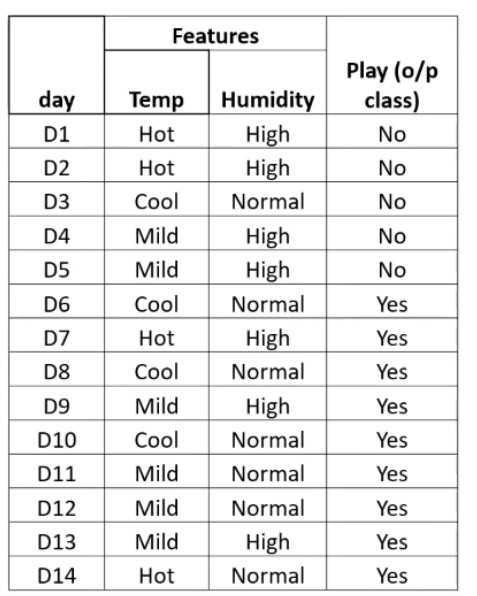 Features
day Temp Humidity Play (o/p class)
D1 Hot High No
D2 Hot High No
D3 Cool Normal No
D4 Mild High No
D5 Mild High No
D6 Cool Normal Yes
D7 Hot High Yes
D8 Cool Normal Yes
D9 Mild High Yes
D10 Cool Normal Yes
D11 Mild Normal Yes
D12 Mild Normal Yes
D13 Mild High Yes
D14 Hot Normal Yes